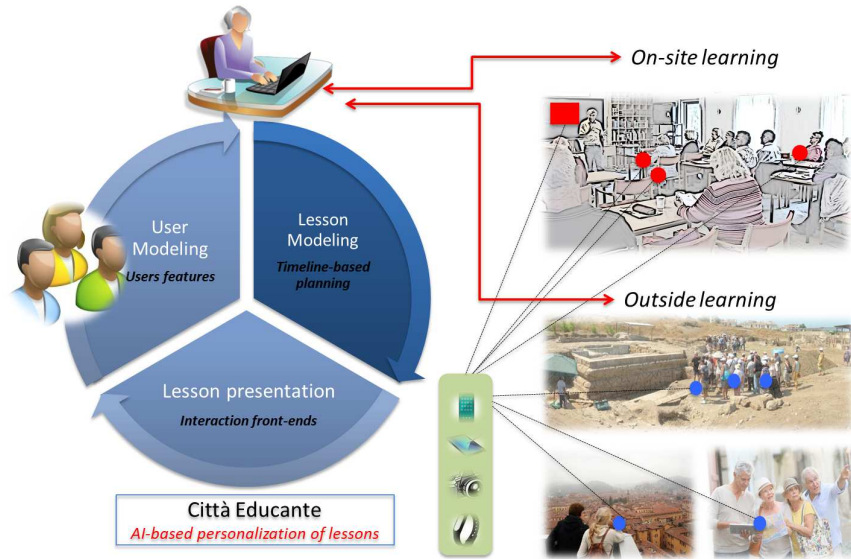 On-site learning
User
Modeling
Users features
Lesson
Modeling
Timeline-based
planning
Outside learning
Lesson presentation
Interaction front-ends
Città Educante
AI-based personalization of lessons